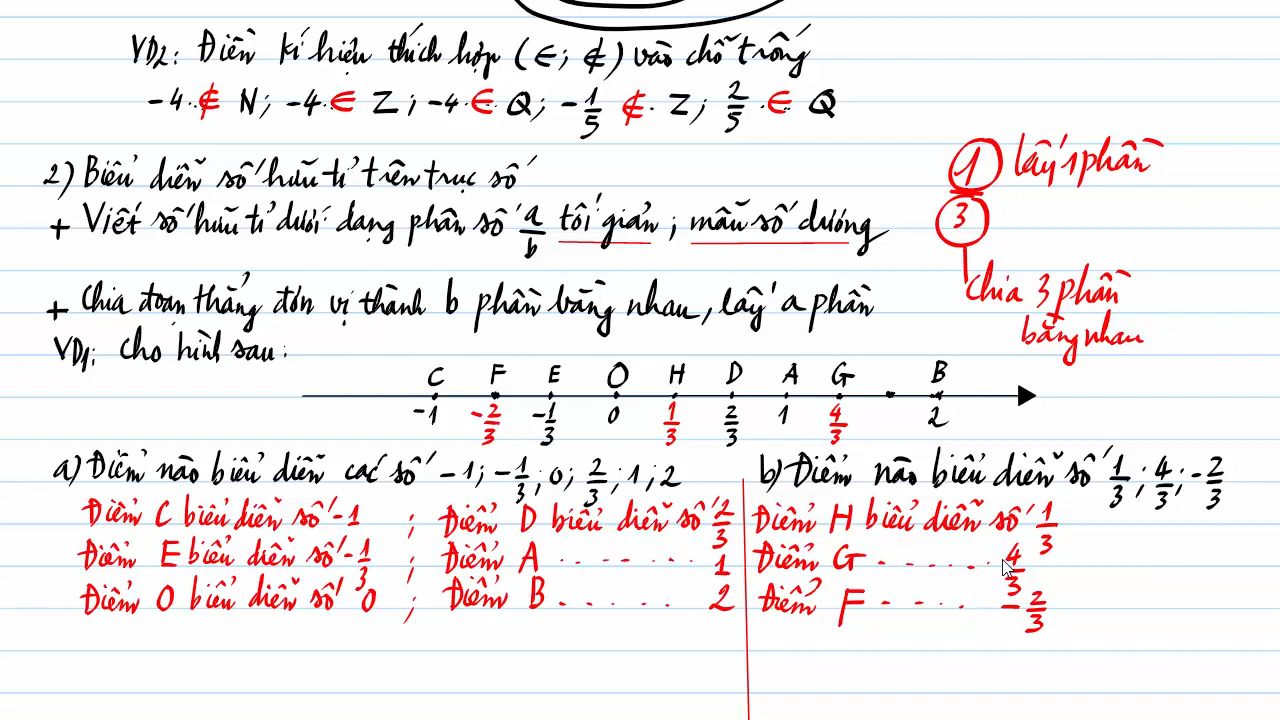 VD2: Điền kí hiệu thích hợp (∈; ∉) vào chỗ trống
-4 ∉ N; -4 ∈ Z; -4 ∈ Q; -1/5 ∉ Z; 2/5 ∈ Q
2) Biểu diễn số hữu tỉ trên trục số
+ Viết số hữu tỉ dưới dạng phân số a/b tối giản; mẫu số dương
+ Chia đoạn thẳng đơn vị thành b phần bằng nhau, lấy a phần
1 lấy 1 phần
3
Chia 3 phần
bằng nhau
VD1: Cho hình sau:
C F E O H D A G B
-1 -2/3 -1/3 0 1/3 2/3 1 4/3 2
a) Điểm nào biểu diễn các số -1; -1/3; 0; 2/3; 1; 2
Điểm C biểu diễn số -1 ; Điểm D biểu diễn số 2/3
Điểm E biểu diễn số -1/3 ; Điểm A ........ 1
Điểm O biểu diễn số 0 ; Điểm B ...... 2
b) Điểm nào biểu diễn số 1/3; 4/3; -2/3
Điểm H biểu diễn số 1/3
Điểm G ...... 4/3
Điểm F .... -2/3